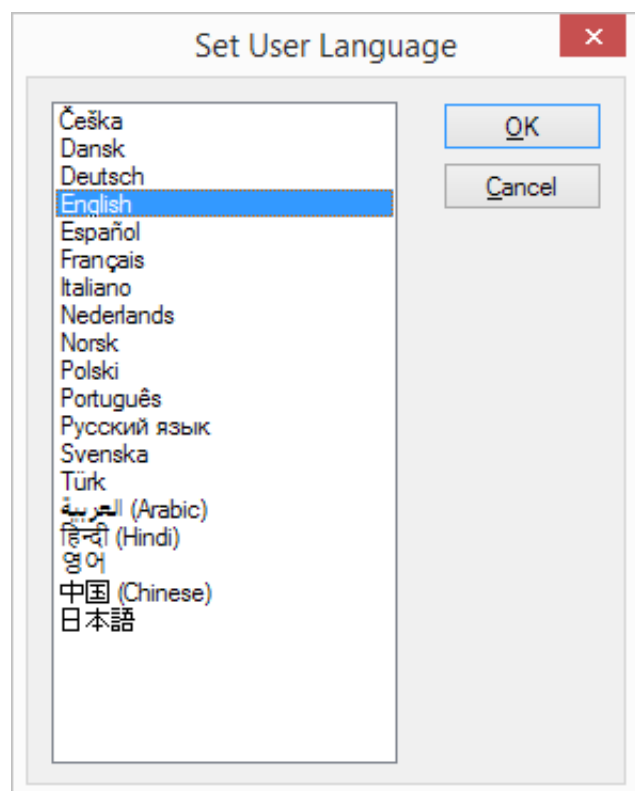 Set User Language
Češka
Dansk
Deutsch
English
Español
Français
Italiano
Nederlands
Norsk
Polski
Português
Русский язык
Svenska
Türk
العربية (Arabic)
हिन्दी (Hindi)
영어
中国 (Chinese)
日本語
OK
Cancel